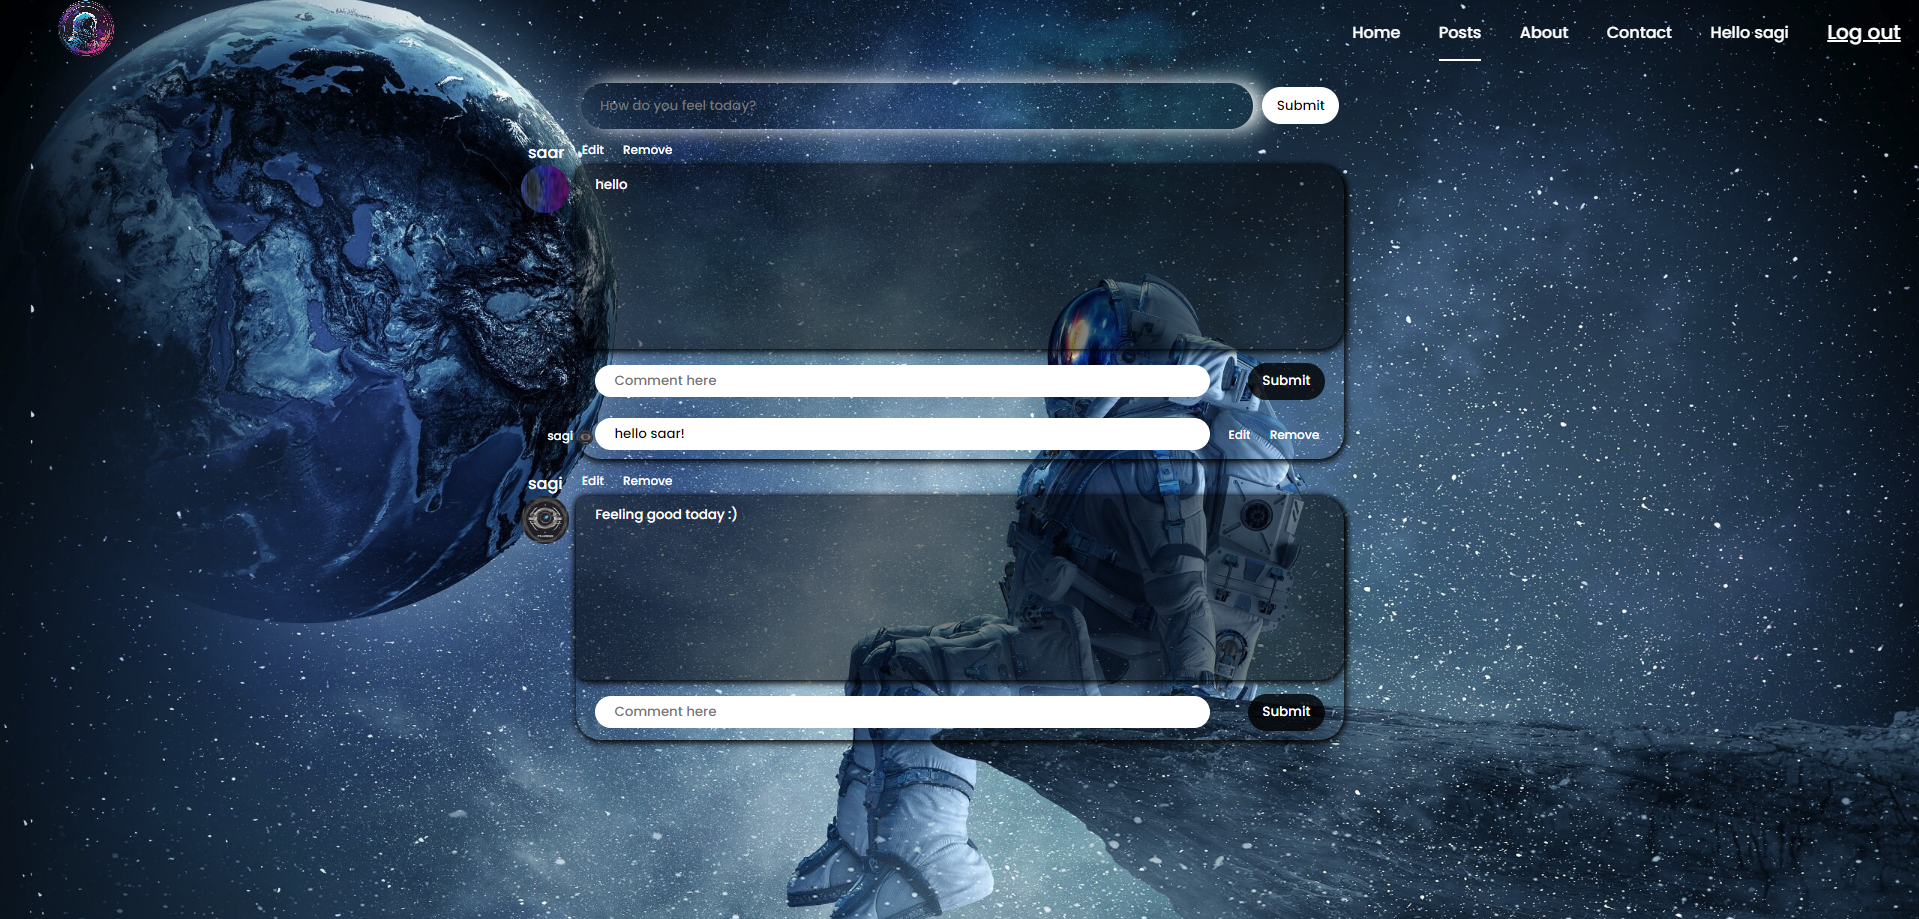 Home Posts About Contact Hello sagi Log out
How do you feel today? Submit
saar Edit Remove
hello
Comment here Submit
sagi hello saar! Edit Remove
sagi Edit Remove
Feeling good today :)
Comment here Submit